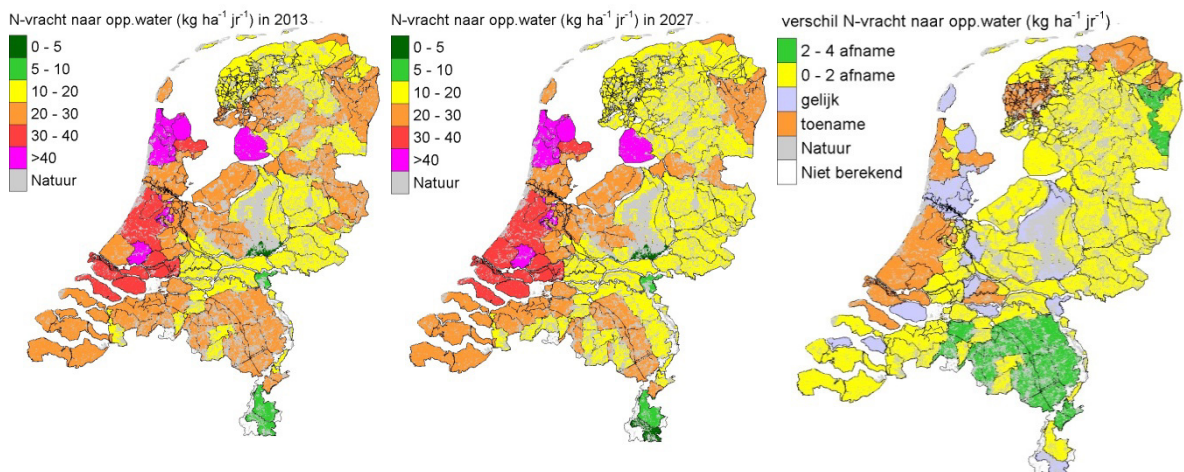 N-vracht naar opp.water (kg ha⁻¹ jr⁻¹) in 2013
0 - 5
5 - 10
10 - 20
20 - 30
30 - 40
>40
Natuur
N-vracht naar opp.water (kg ha⁻¹ jr⁻¹) in 2027
0 - 5
5 - 10
10 - 20
20 - 30
30 - 40
>40
Natuur
verschil N-vracht naar opp.water (kg ha⁻¹ jr⁻¹)
2 - 4 afname
0 - 2 afname
gelijk
toename
Natuur
Niet berekend